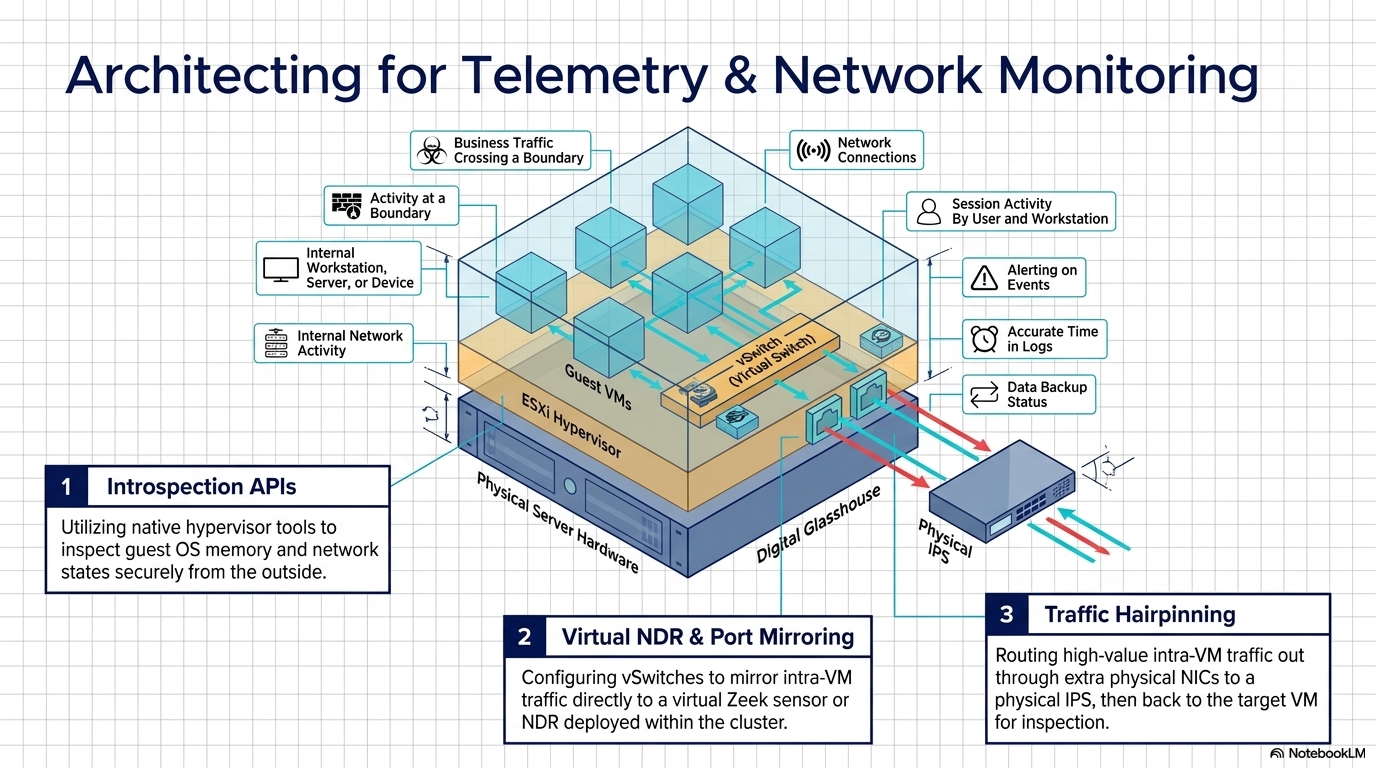 Architecting for Telemetry & Network Monitoring
Business Traffic
Crossing a Boundary
Network
Connections
Activity at a
Boundary
Session Activity
By User and Workstation
Internal
Workstation,
Server, or Device
Alerting on
Events
Internal Network
Activity
Accurate Time
in Logs
Data Backup
Status
vSwitch
(Virtual Switch)
Guest VMs
ESXi Hypervisor
Physical Server Hardware
Digital Glasshouse
Physical
IPS
1 Introspection APIs
Utilizing native hypervisor tools to
inspect guest OS memory and network
states securely from the outside.
2 Virtual NDR & Port Mirroring
Configuring vSwitches to mirror intra-VM
traffic directly to a virtual Zeek sensor or
NDR deployed within the cluster.
3 Traffic Hairpinning
Routing high-value intra-VM traffic out
through extra physical NICs to a
physical IPS, then back to the target VM
for inspection.
NotebookLM